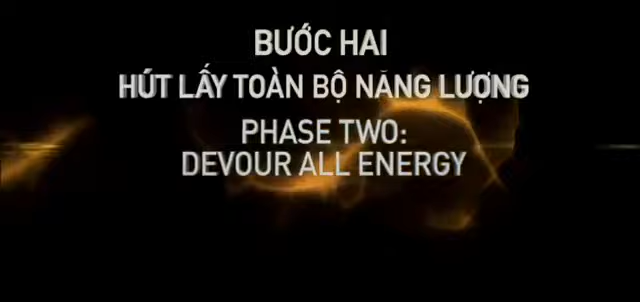 BƯỚC HAI
HÚT LẤY TOÀN BỘ NĂNG LƯỢNG
PHASE TWO:
DEVOUR ALL ENERGY